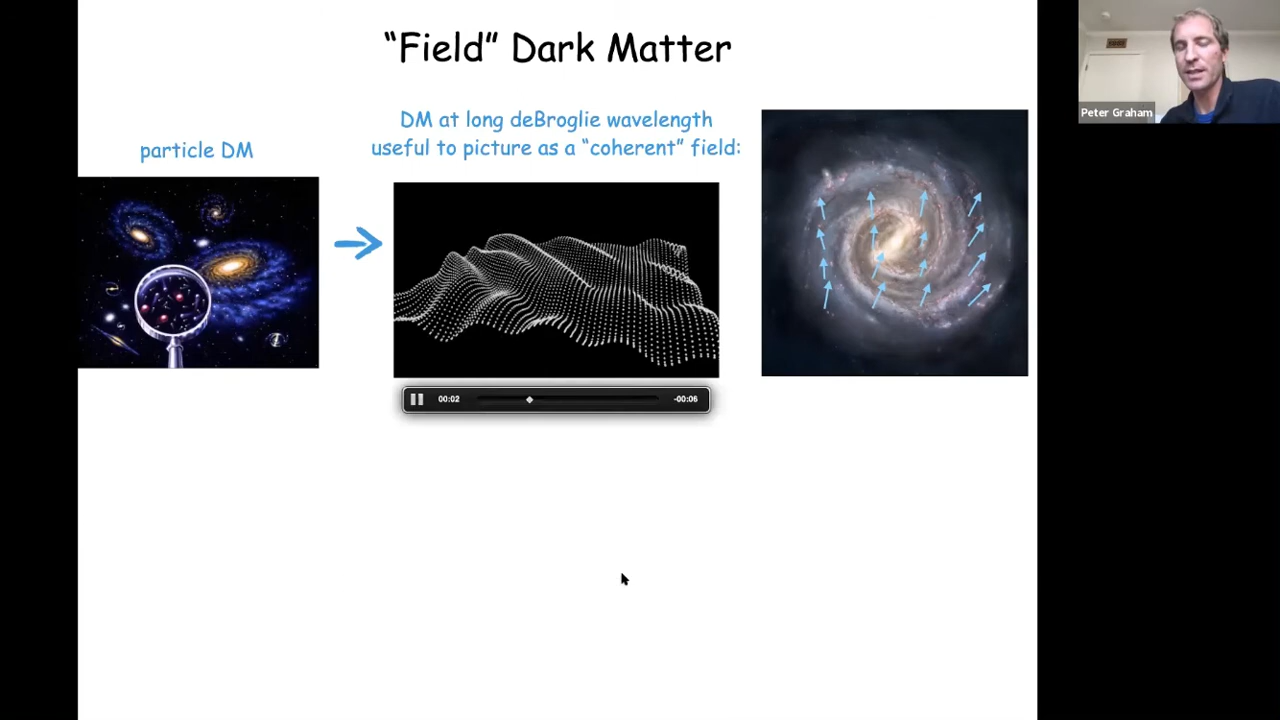 “Field” Dark Matter
particle DM
DM at long deBroglie wavelength
useful to picture as a “coherent” field:
00:02
-00:06
Peter Graham